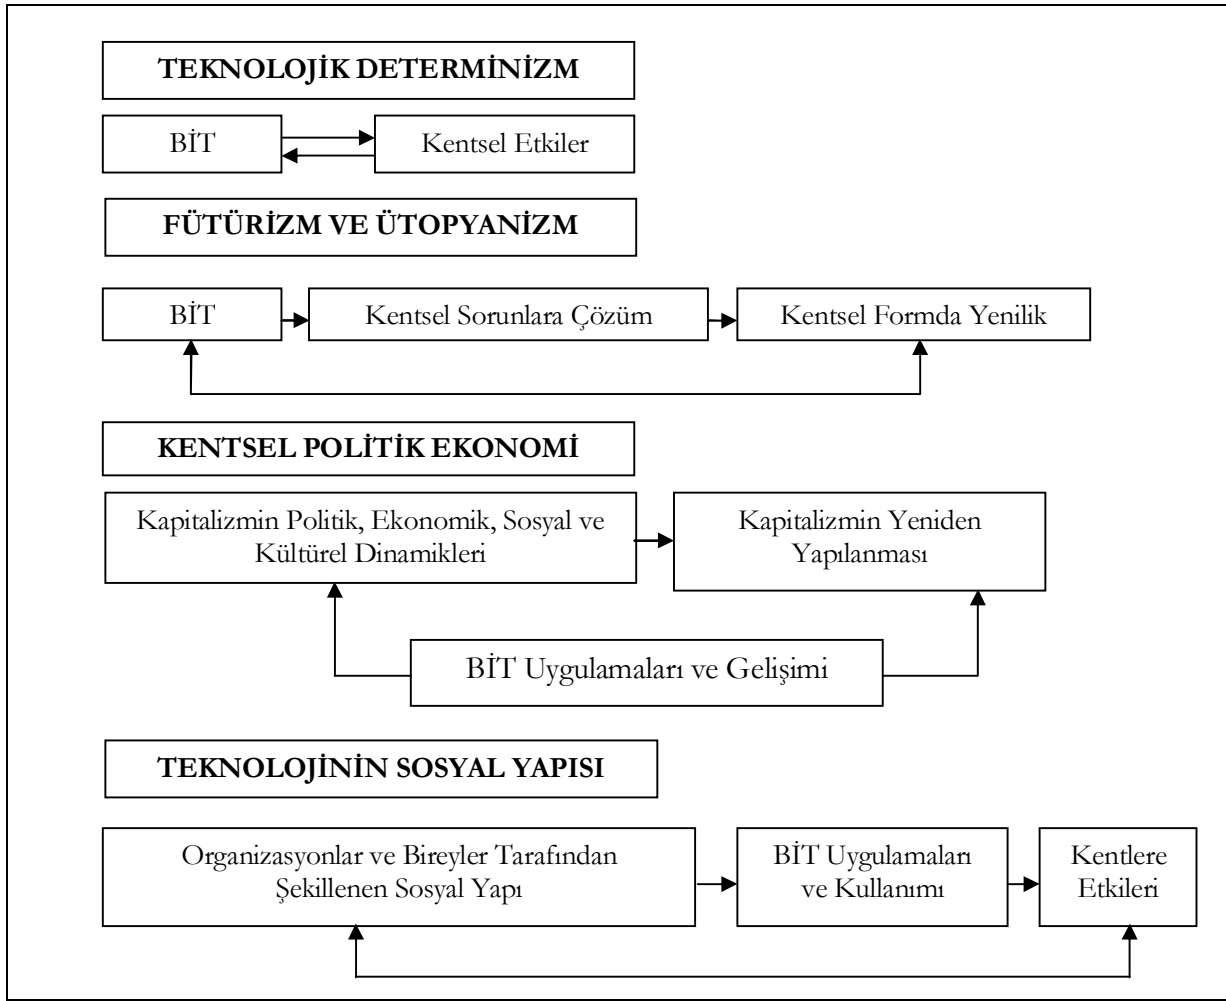 TEKNOLOJİK DETERMİNİZM
BİT
Kentsel Etkiler
FÜTÜRİZM VE ÜTOPYANİZM
BİT
Kentsel Sorunlara Çözüm
Kentsel Formda Yenilik
KENTSEL POLİTİK EKONOMİ
Kapitalizmin Politik, Ekonomik, Sosyal ve
Kültürel Dinamikleri
Kapitalizmin Yeniden
Yapılanması
BİT Uygulamaları ve Gelişimi
TEKNOLOJİNİN SOSYAL YAPISI
Organizasyonlar ve Bireyler Tarafından
Şekillenen Sosyal Yapı
BİT Uygulamaları
ve Kullanımı
Kentlere
Etkileri